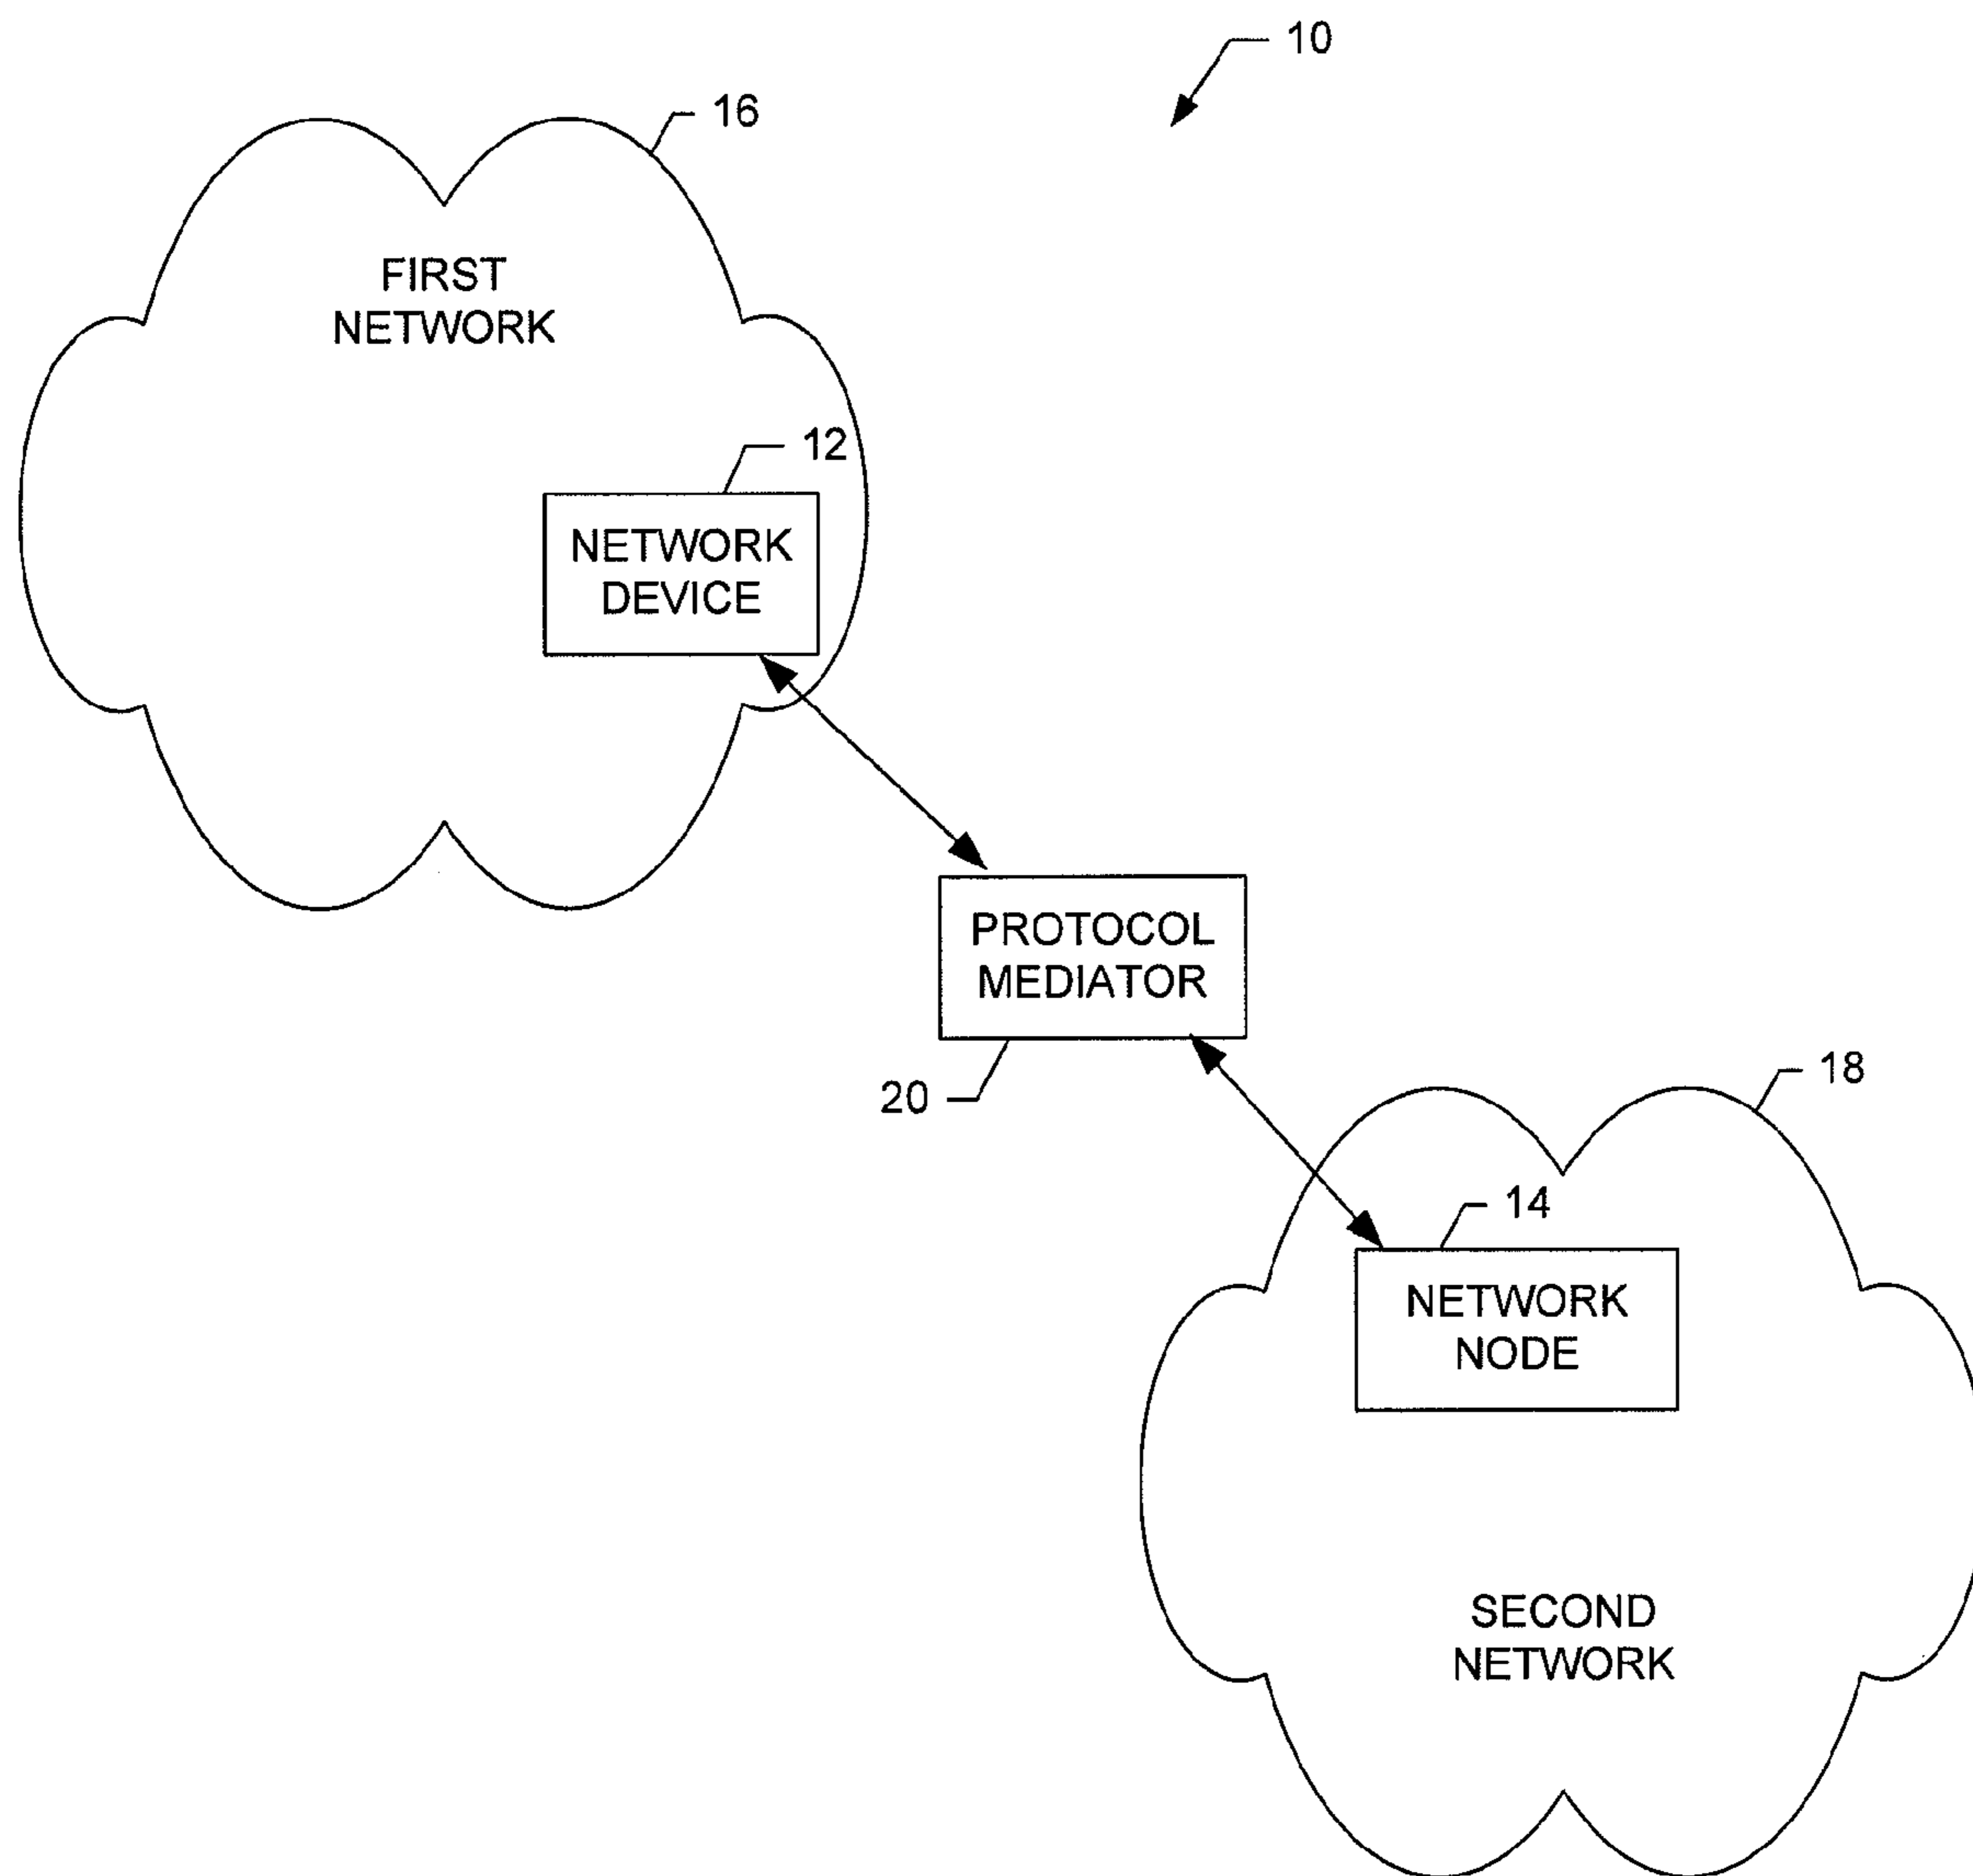 10
16
FIRST
NETWORK
12
NETWORK
DEVICE
PROTOCOL
MEDIATOR
20
18
14
NETWORK
NODE
SECOND
NETWORK